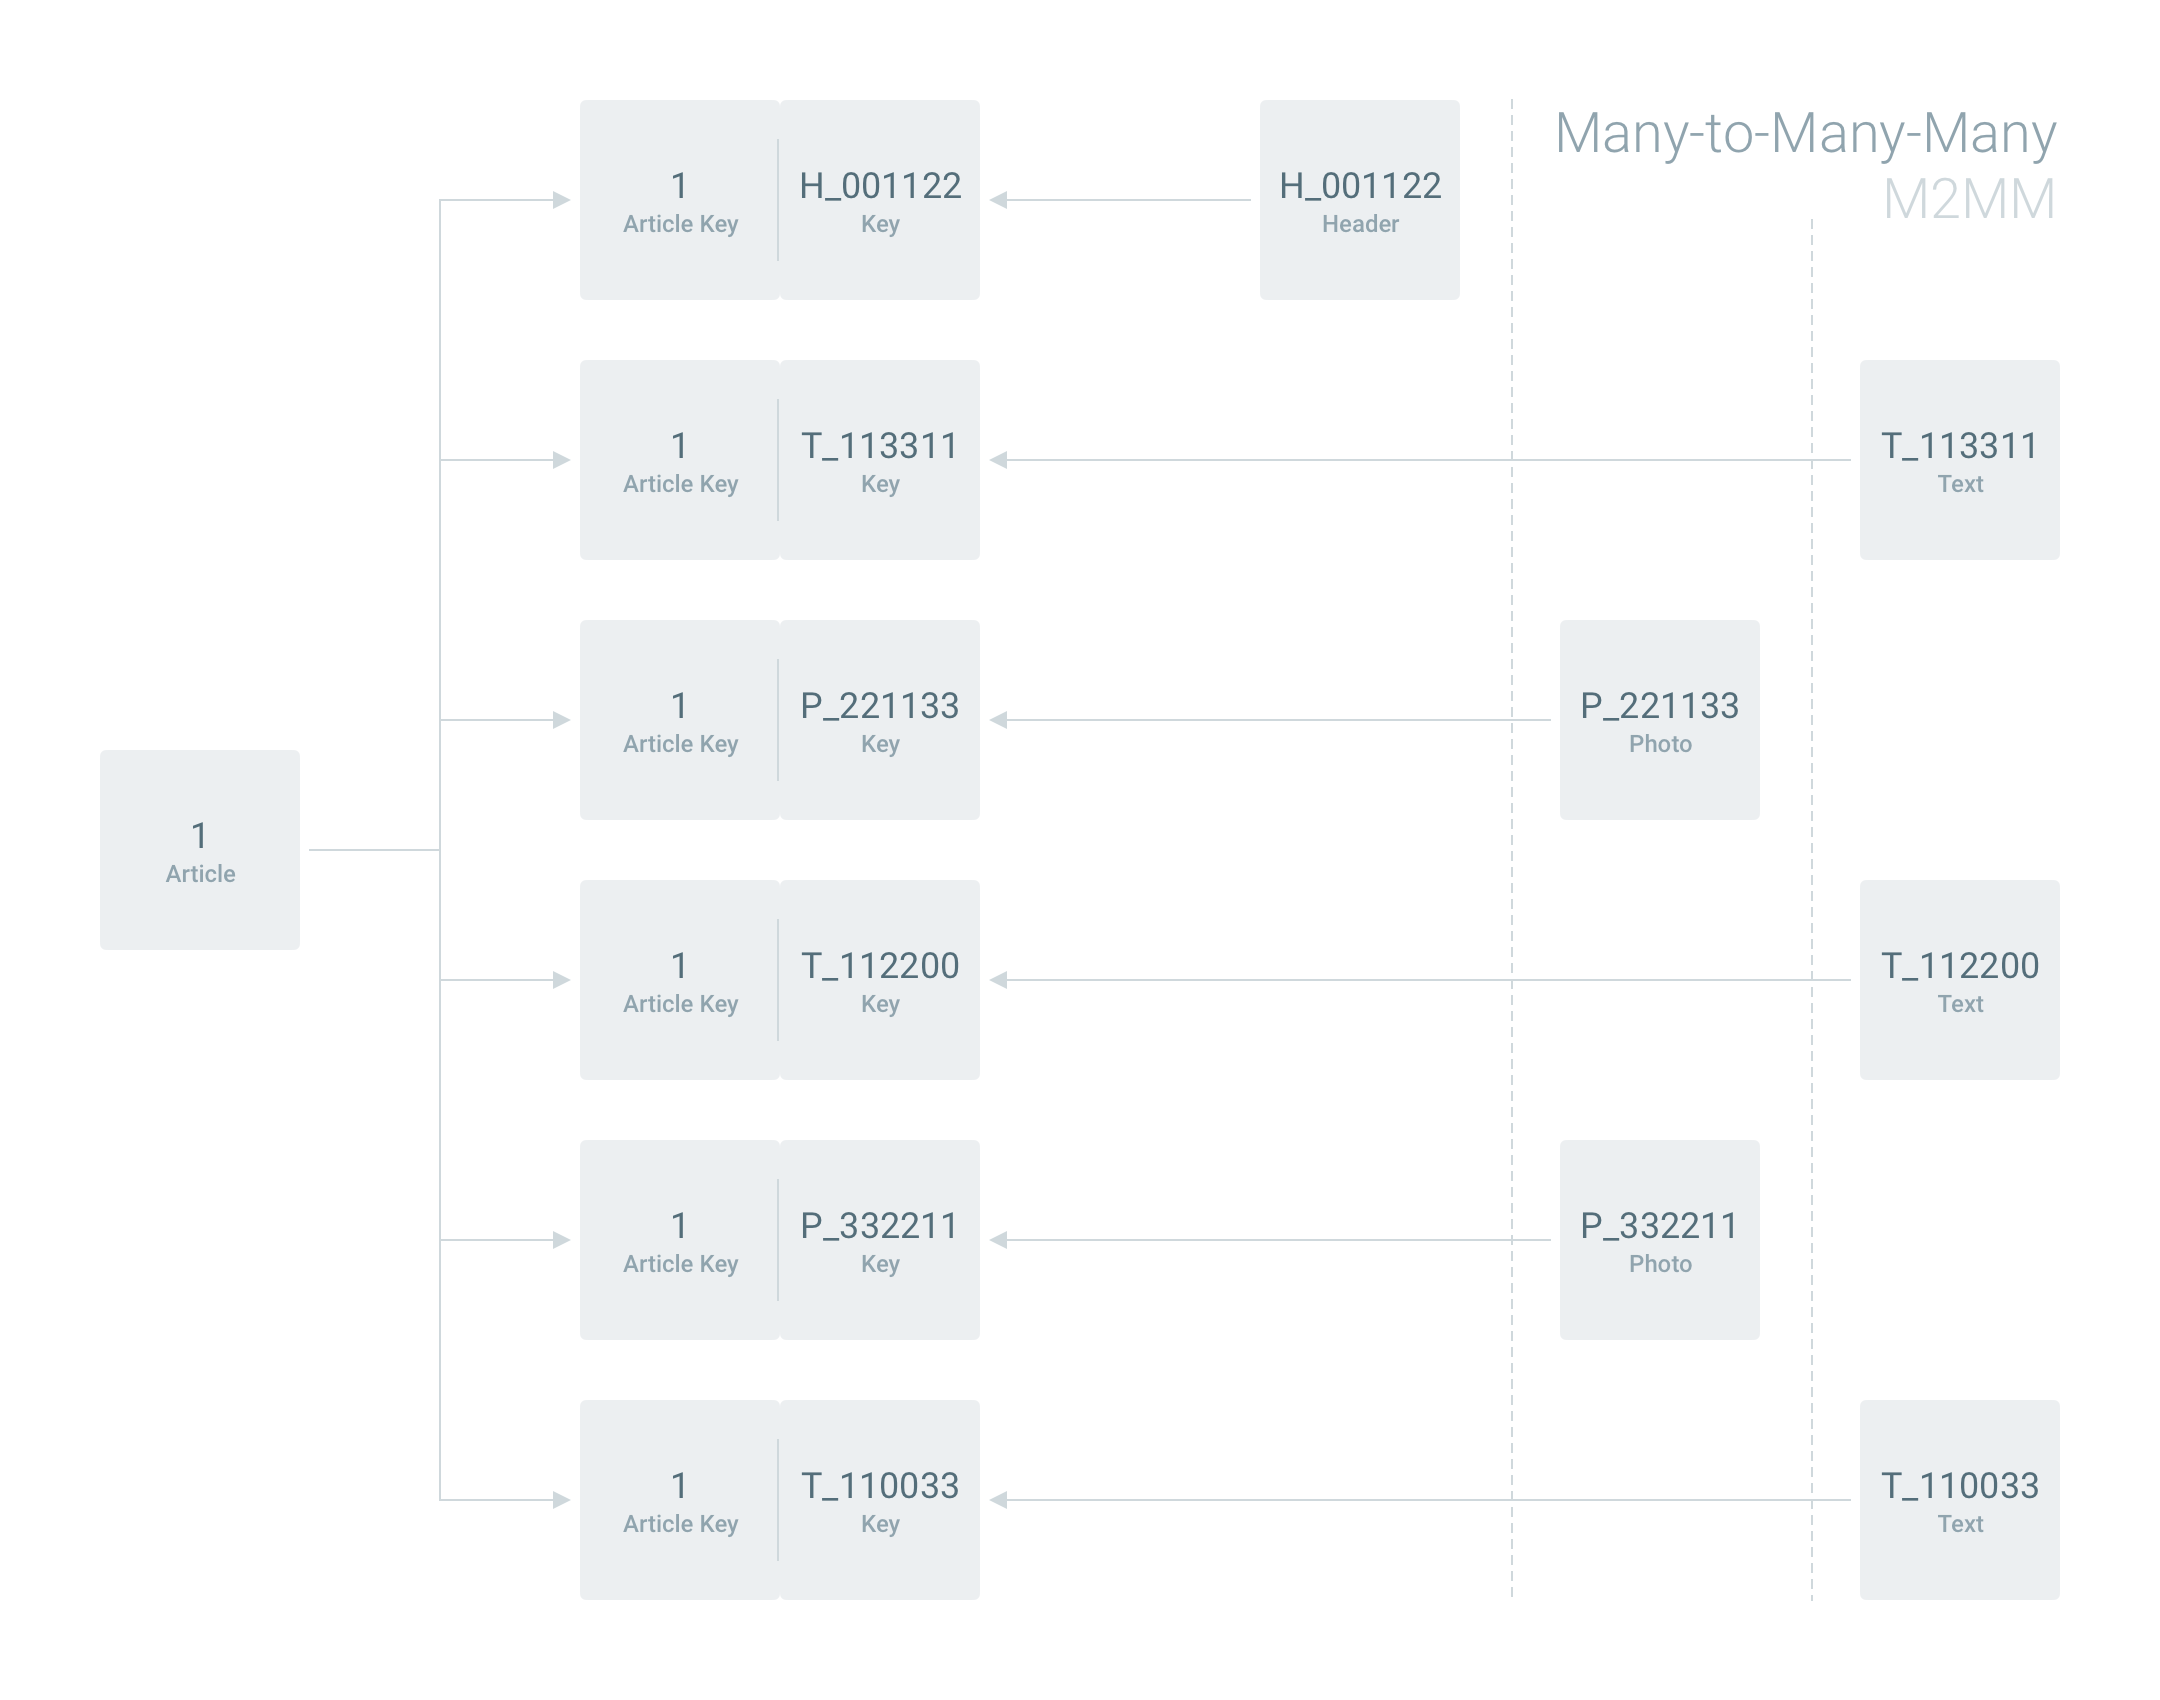 Many-to-Many-Many
M2MM
1 H_001122 H_001122
Article Key Key Header
1 T_113311 T_113311
Article Key Key Text
1 P_221133 P_221133
Article Key Key Photo
1
Article
1 T_112200 T_112200
Article Key Key Text
1 P_332211 P_332211
Article Key Key Photo
1 T_110033 T_110033
Article Key Key Text